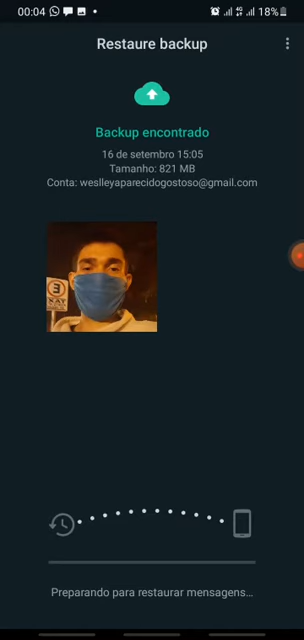 00:04
18%
Restaure backup
Backup encontrado
16 de setembro 15:05
Tamanho: 821 MB
Conta: weslleyaparecidogostoso@gmail.com
E
Preparando para restaurar mensagens...